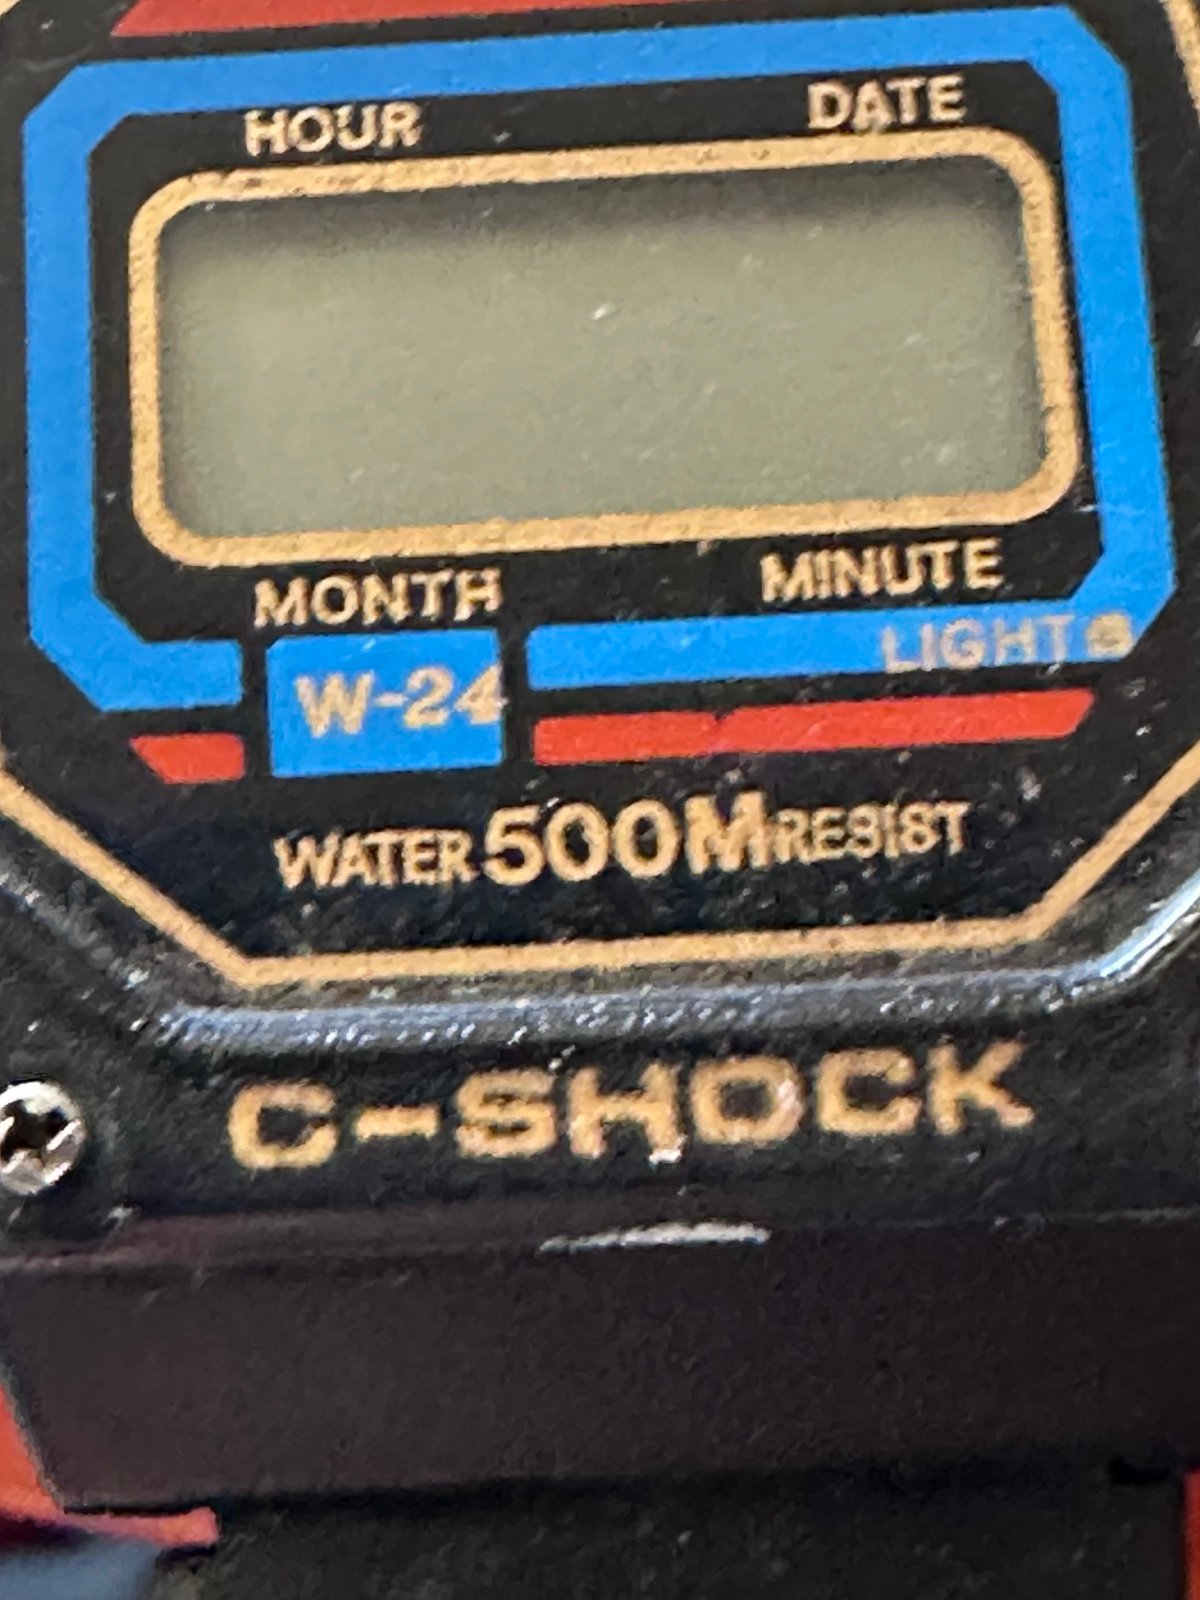 HOUR DATE
MONTH MINUTE
LIGHT
W-24
WATER 500M RESIST
C-SHOCK